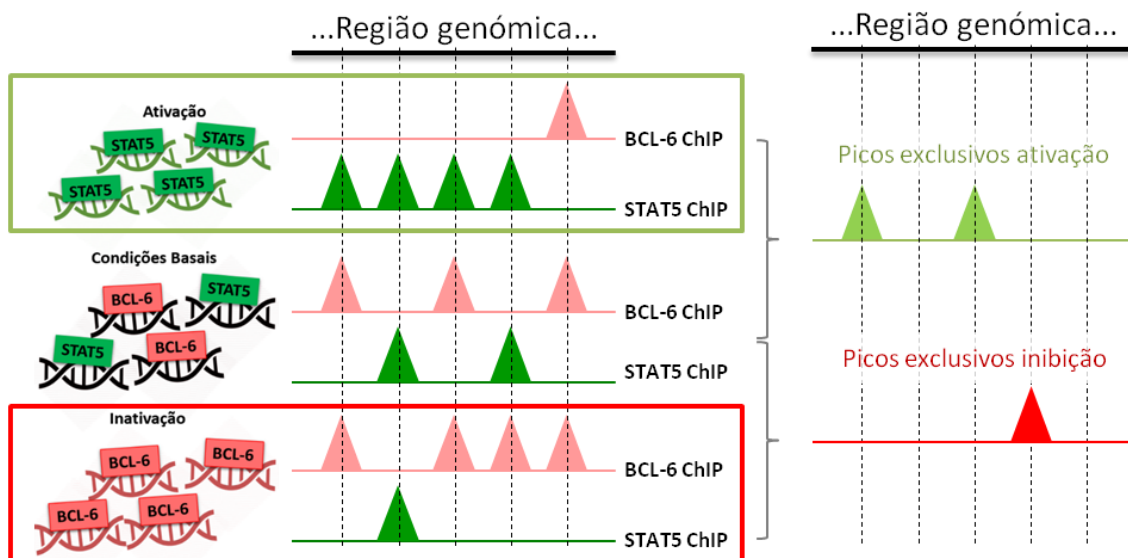 ...Região genómica...
...Região genómica...
Ativação
STAT5
STAT5
STAT5
STAT5
BCL-6 ChIP
STAT5 ChIP
Picos exclusivos ativação
Condições Basais
BCL-6
STAT5
STAT5
BCL-6
BCL-6 ChIP
STAT5 ChIP
Picos exclusivos inibição
Inativação
BCL-6
BCL-6
BCL-6
BCL-6
BCL-6 ChIP
STAT5 ChIP